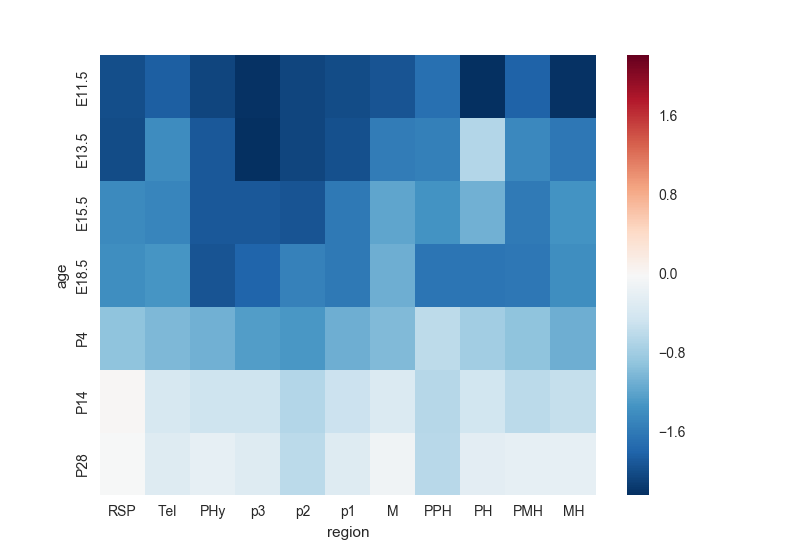 E11.5
E13.5
E15.5
E18.5
P4
P14
P28
age
RSP Tel PHy p3 p2 p1 M PPH PH PMH MH
region
1.6
0.8
0.0
−0.8
−1.6